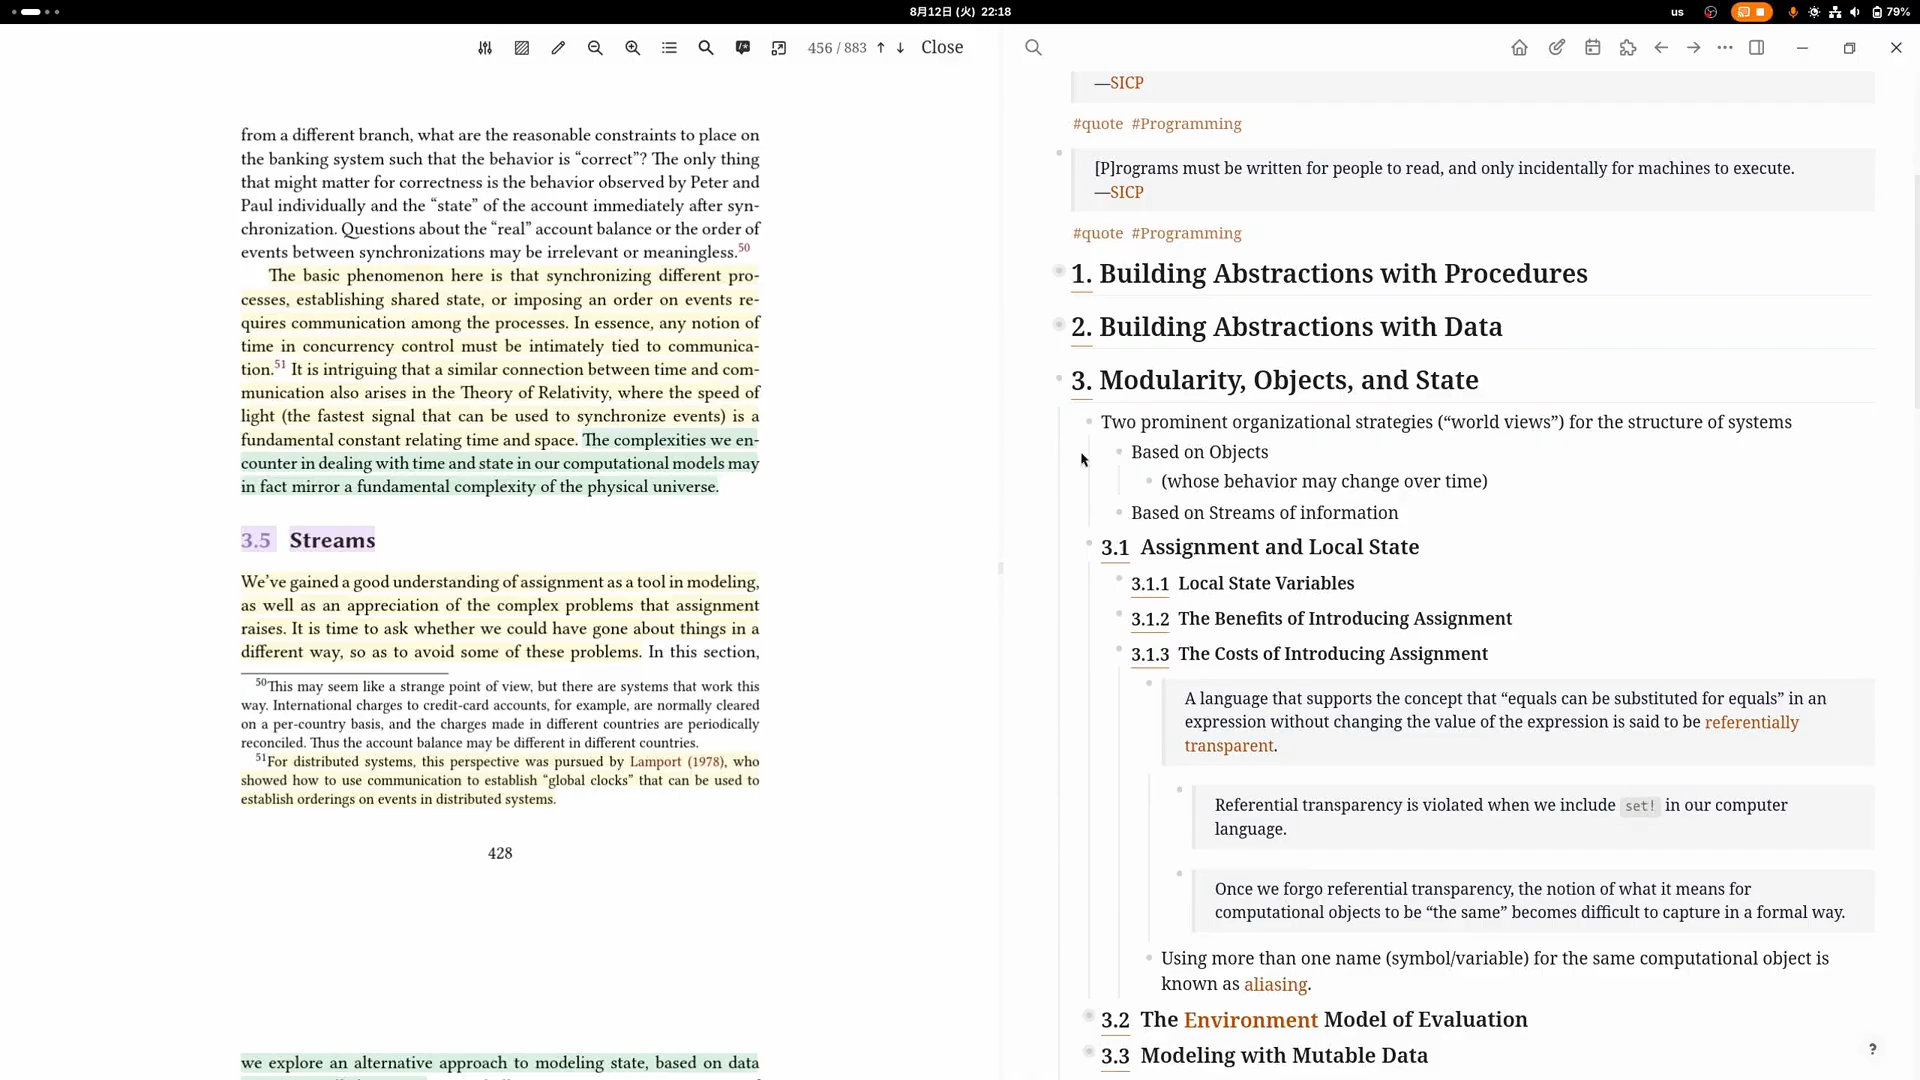 8月12日 (火) 22:18
us
79%
456 / 883 ↑ ↓ Close
from a different branch, what are the reasonable constraints to place on
the banking system such that the behavior is “correct”? The only thing
that might matter for correctness is the behavior observed by Peter and
Paul individually and the “state” of the account immediately after syn-
chronization. Questions about the “real” account balance or the order of
events between synchronizations may be irrelevant or meaningless.50
The basic phenomenon here is that synchronizing different pro-
cesses, establishing shared state, or imposing an order on events re-
quires communication among the processes. In essence, any notion of
time in concurrency control must be intimately tied to communica-
tion.51 It is intriguing that a similar connection between time and com-
munication also arises in the Theory of Relativity, where the speed of
light (the fastest signal that can be used to synchronize events) is a
fundamental constant relating time and space. The complexities we en-
counter in dealing with time and state in our computational models may
in fact mirror a fundamental complexity of the physical universe.
3.5 Streams
We’ve gained a good understanding of assignment as a tool in modeling,
as well as an appreciation of the complex problems that assignment
raises. It is time to ask whether we could have gone about things in a
different way, so as to avoid some of these problems. In this section,
50This may seem like a strange point of view, but there are systems that work this
way. International charges to credit-card accounts, for example, are normally cleared
on a per-country basis, and the charges made in different countries are periodically
reconciled. Thus the account balance may be different in different countries.
51For distributed systems, this perspective was pursued by Lamport (1978), who
showed how to use communication to establish “global clocks” that can be used to
establish orderings on events in distributed systems.
428
we explore an alternative approach to modeling state, based on data
—SICP
#quote #Programming
[P]rograms must be written for people to read, and only incidentally for machines to execute.
—SICP
#quote #Programming
1. Building Abstractions with Procedures
2. Building Abstractions with Data
3. Modularity, Objects, and State
Two prominent organizational strategies (“world views”) for the structure of systems
Based on Objects
(whose behavior may change over time)
Based on Streams of information
3.1 Assignment and Local State
3.1.1 Local State Variables
3.1.2 The Benefits of Introducing Assignment
3.1.3 The Costs of Introducing Assignment
A language that supports the concept that “equals can be substituted for equals” in an
expression without changing the value of the expression is said to be referentially
transparent.
Referential transparency is violated when we include set! in our computer
language.
Once we forgo referential transparency, the notion of what it means for
computational objects to be “the same” becomes difficult to capture in a formal way.
Using more than one name (symbol/variable) for the same computational object is
known as aliasing.
3.2 The Environment Model of Evaluation
3.3 Modeling with Mutable Data
?